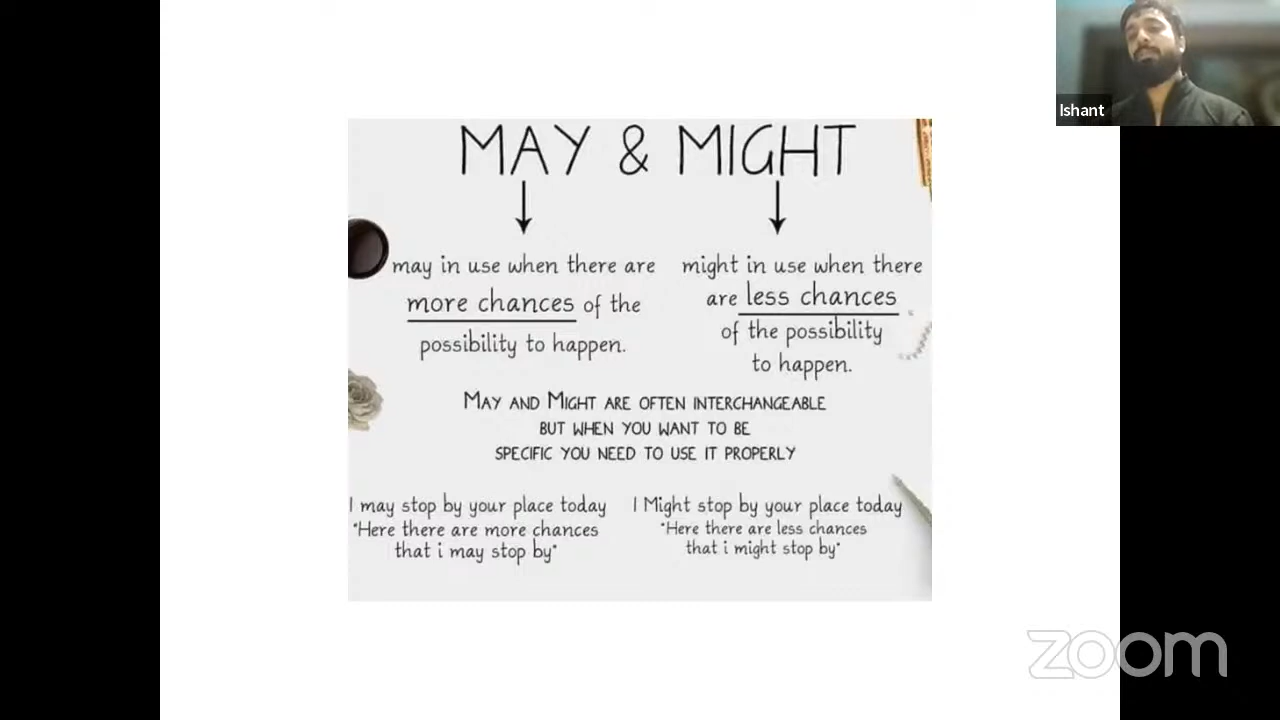 Ishant
MAY & MIGHT
may in use when there are
more chances of the
possibility to happen.
might in use when there
are less chances
of the possibility
to happen.
MAY AND MIGHT ARE OFTEN INTERCHANGEABLE
BUT WHEN YOU WANT TO BE
SPECIFIC YOU NEED TO USE IT PROPERLY
I may stop by your place today
"Here there are more chances
that i may stop by"
I Might stop by your place today
"Here there are less chances
that i might stop by"
zoom